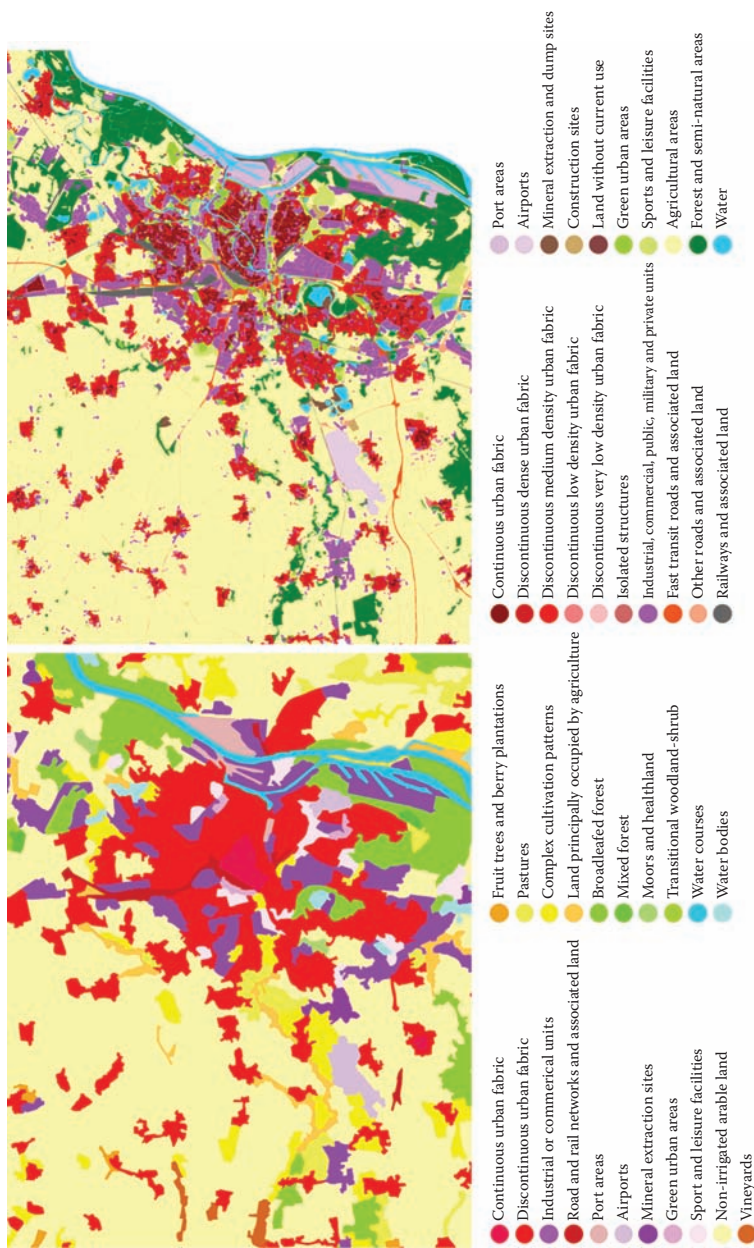 Continuous urban fabric
Discontinuous urban fabric
Industrial or commerical units
Road and rail networks and associated land
Port areas
Airports
Mineral extraction sites
Green urban areas
Sport and leisure facilities
Non-irrigated arable land
Vineyards
Fruit trees and berry plantations
Pastures
Complex cultivation patterns
Land principally occupied by agriculture
Broadleafed forest
Mixed forest
Moors and healthland
Transitional woodland-shrub
Water courses
Water bodies
Continuous urban fabric
Discontinuous dense urban fabric
Discontinuous medium density urban fabric
Discontinuous low density urban fabric
Discontinuous very low density urban fabric
Isolated structures
Industrial, commercial, public, military and private units
Fast transit roads and associated land
Other roads and associated land
Railways and associated land
Port areas
Airports
Mineral extraction and dump sites
Construction sites
Land without current use
Green urban areas
Sports and leisure facilities
Agricultural areas
Forest and semi-natural areas
Water